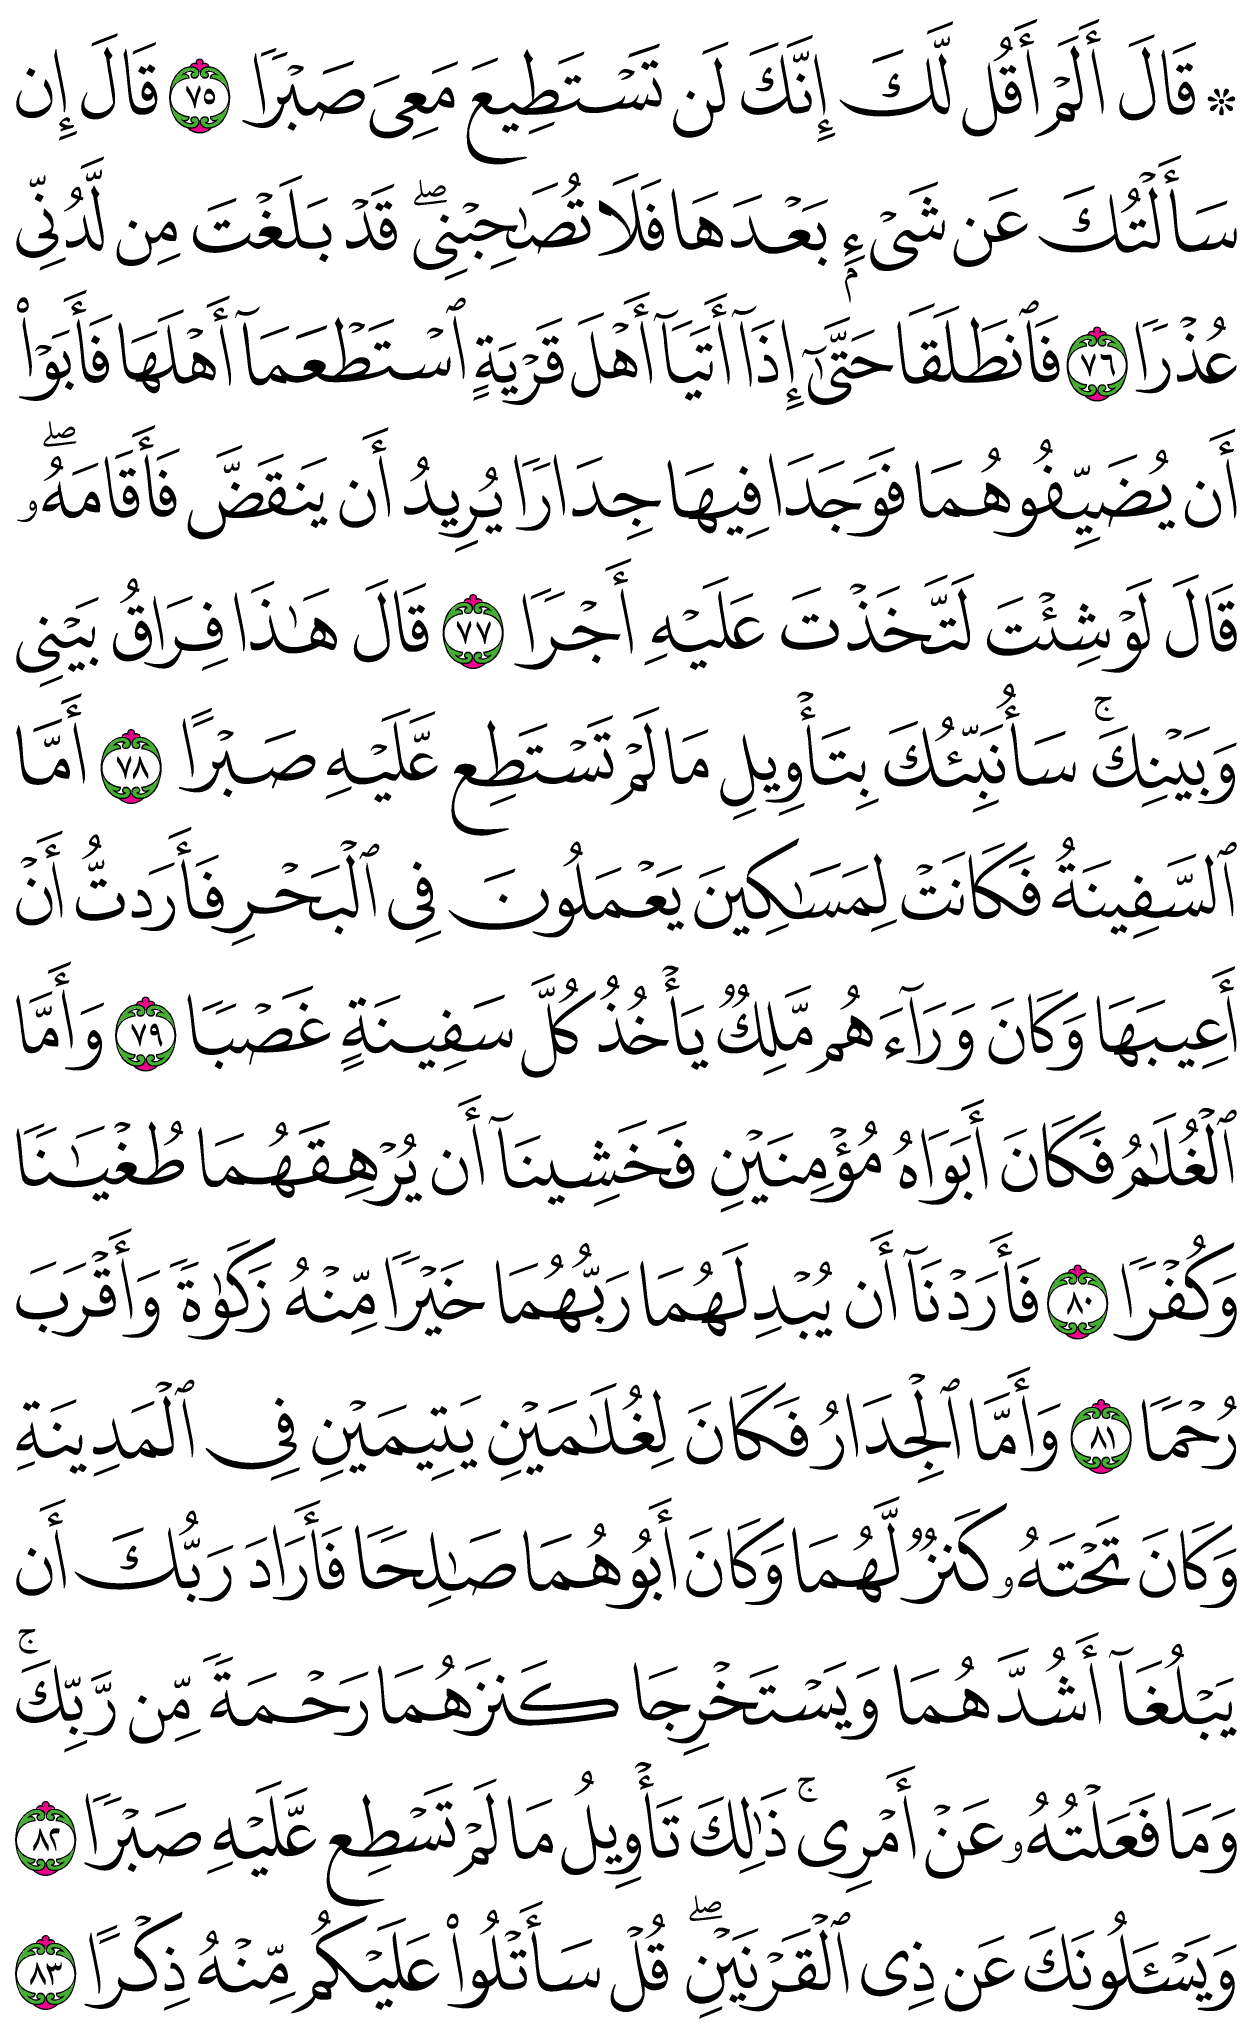 ۞ قَالَ أَلَمْ أَقُل لَّكَ إِنَّكَ لَن تَسْتَطِيعَ مَعِىَ صَبْرًا ٧٥ قَالَ إِن
سَأَلْتُكَ عَن شَىْءٍۭ بَعْدَهَا فَلَا تُصَـٰحِبْنِى ۖ قَدْ بَلَغْتَ مِن لَّدُنِّى
عُذْرًا ٧٦ فَٱنطَلَقَا حَتَّىٰٓ إِذَآ أَتَيَآ أَهْلَ قَرْيَةٍ ٱسْتَطْعَمَآ أَهْلَهَا فَأَبَوْا۟
أَن يُضَيِّفُوهُمَا فَوَجَدَا فِيهَا جِدَارًا يُرِيدُ أَن يَنقَضَّ فَأَقَامَهُۥ ۖ
قَالَ لَوْ شِئْتَ لَتَّخَذْتَ عَلَيْهِ أَجْرًا ٧٧ قَالَ هَـٰذَا فِرَاقُ بَيْنِى
وَبَيْنِكَ ۚ سَأُنَبِّئُكَ بِتَأْوِيلِ مَا لَمْ تَسْتَطِع عَّلَيْهِ صَبْرًا ٧٨ أَمَّا
ٱلسَّفِينَةُ فَكَانَتْ لِمَسَـٰكِينَ يَعْمَلُونَ فِى ٱلْبَحْرِ فَأَرَدتُّ أَنْ
أَعِيبَهَا وَكَانَ وَرَآءَهُم مَّلِكٌ يَأْخُذُ كُلَّ سَفِينَةٍ غَصْبًا ٧٩ وَأَمَّا
ٱلْغُلَـٰمُ فَكَانَ أَبَوَاهُ مُؤْمِنَيْنِ فَخَشِينَآ أَن يُرْهِقَهُمَا طُغْيَـٰنًا
وَكُفْرًا ٨٠ فَأَرَدْنَآ أَن يُبْدِلَهُمَا رَبُّهُمَا خَيْرًا مِّنْهُ زَكَوٰةً وَأَقْرَبَ
رُحْمًا ٨١ وَأَمَّا ٱلْجِدَارُ فَكَانَ لِغُلَـٰمَيْنِ يَتِيمَيْنِ فِى ٱلْمَدِينَةِ
وَكَانَ تَحْتَهُۥ كَنزٌ لَّهُمَا وَكَانَ أَبُوهُمَا صَـٰلِحًا فَأَرَادَ رَبُّكَ أَن
يَبْلُغَآ أَشُدَّهُمَا وَيَسْتَخْرِجَا كَنزَهُمَا رَحْمَةً مِّن رَّبِّكَ ۚ
وَمَا فَعَلْتُهُۥ عَنْ أَمْرِى ۚ ذَٰلِكَ تَأْوِيلُ مَا لَمْ تَسْطِع عَّلَيْهِ صَبْرًا ٨٢
وَيَسْـَٔلُونَكَ عَن ذِى ٱلْقَرْنَيْنِ ۖ قُلْ سَأَتْلُوا۟ عَلَيْكُم مِّنْهُ ذِكْرًا ٨٣